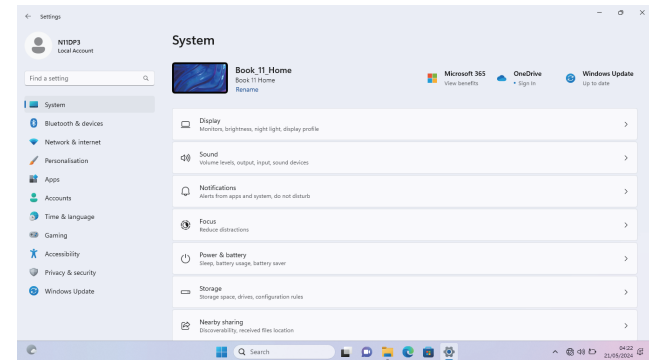 Settings
N11DP3
Local Account
Find a setting
System
Bluetooth & devices
Network & internet
Personalisation
Apps
Accounts
Time & language
Gaming
Accessibility
Privacy & security
Windows Update
System
Book_11_Home
Book 11 Home
Rename
Microsoft 365
View benefits
OneDrive
• Sign in
Windows Update
Up to date
Display
Monitors, brightness, night light, display profile
Sound
Volume levels, output, input, sound devices
Notifications
Alerts from apps and system, do not disturb
Focus
Reduce distractions
Power & battery
Sleep, battery usage, battery saver
Storage
Storage space, drives, configuration rules
Nearby sharing
Discoverability, received files location
Search
04:22
21/05/2024